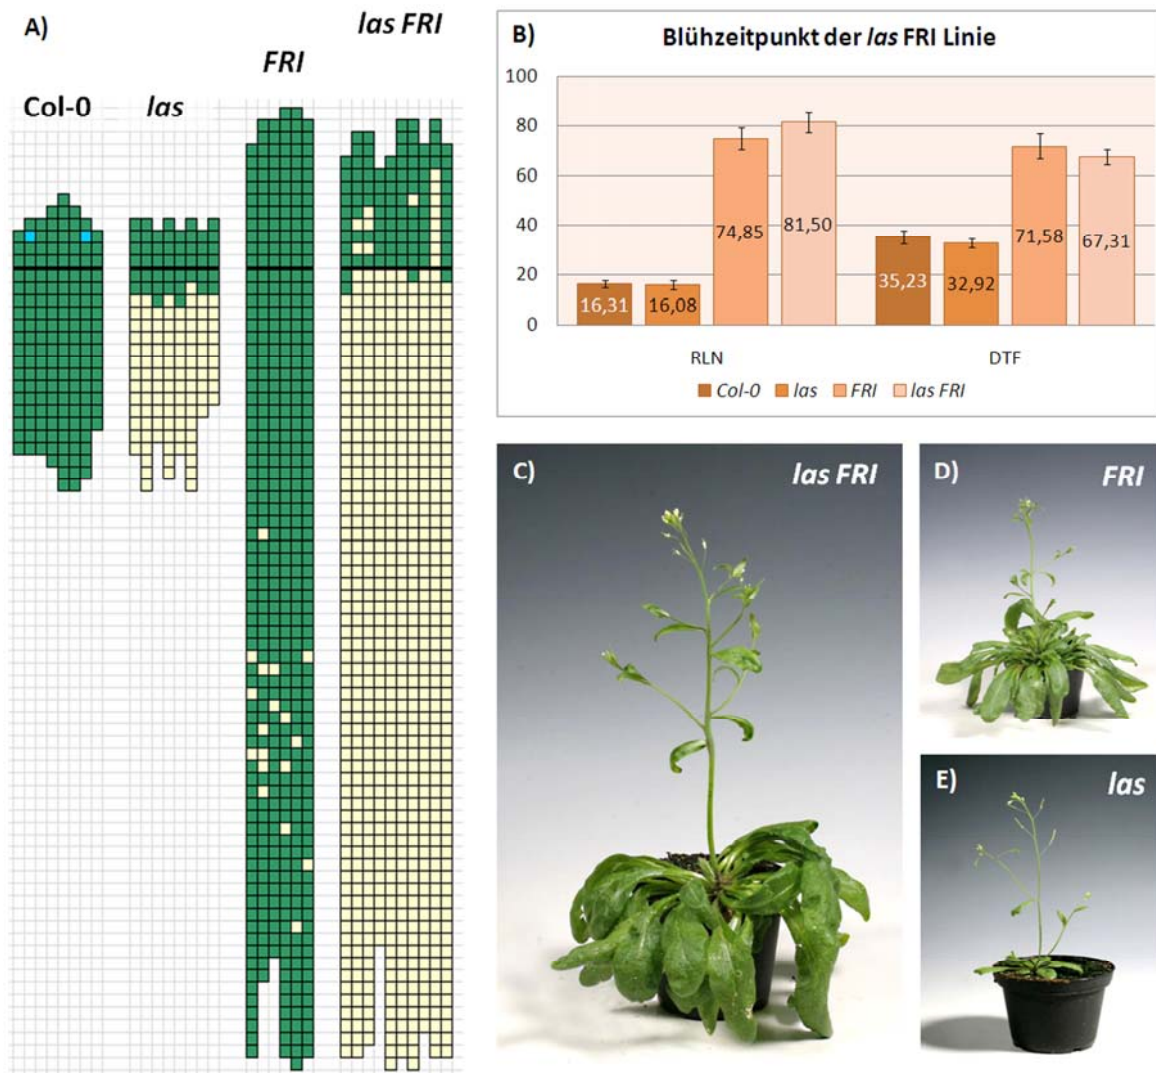 A)
las FRI
FRI
Col-0
las
B)
Blühzeitpunkt der las FRI Linie
100
80
60
40
20
0
16,31
16,08
74,85
81,50
35,23
32,92
71,58
67,31
RLN
DTF
Col-0 las FRI las FRI
C)
las FRI
D)
FRI
E)
las